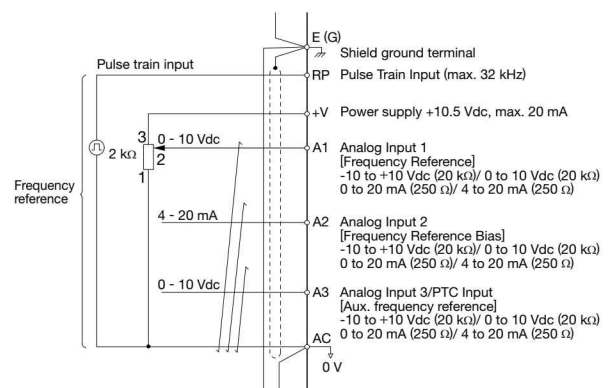 E (G)
Shield ground terminal
Pulse train input
RP Pulse Train Input (max. 32 kHz)
+V Power supply +10.5 Vdc, max. 20 mA
3
0 - 10 Vdc
2 kΩ
2
1
A1 Analog Input 1
[Frequency Reference]
-10 to +10 Vdc (20 kΩ)/ 0 to 10 Vdc (20 kΩ)
0 to 20 mA (250 Ω)/ 4 to 20 mA (250 Ω)
Frequency
reference
4 - 20 mA
A2 Analog Input 2
[Frequency Reference Bias]
-10 to +10 Vdc (20 kΩ)/ 0 to 10 Vdc (20 kΩ)
0 to 20 mA (250 Ω)/ 4 to 20 mA (250 Ω)
0 - 10 Vdc
A3 Analog Input 3/PTC Input
[Aux. frequency reference]
-10 to +10 Vdc (20 kΩ)/ 0 to 10 Vdc (20 kΩ)
0 to 20 mA (250 Ω)/ 4 to 20 mA (250 Ω)
AC
0 V